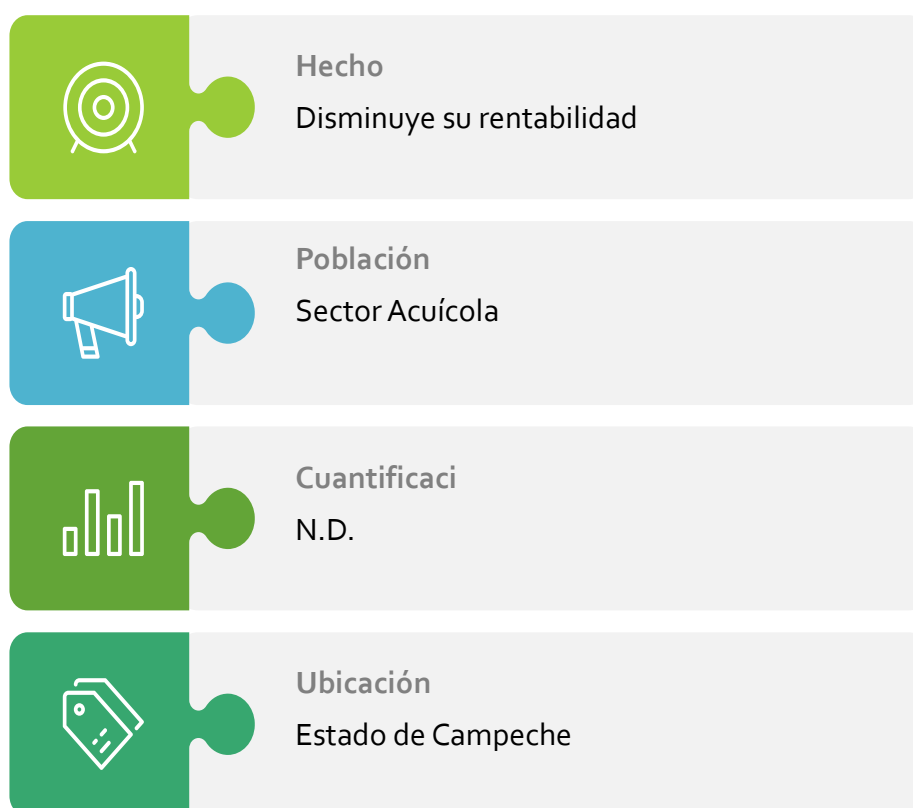 Hecho
Disminuye su rentabilidad
Población
Sector Acuícola
Cuantificaci
N.D.
Ubicación
Estado de Campeche